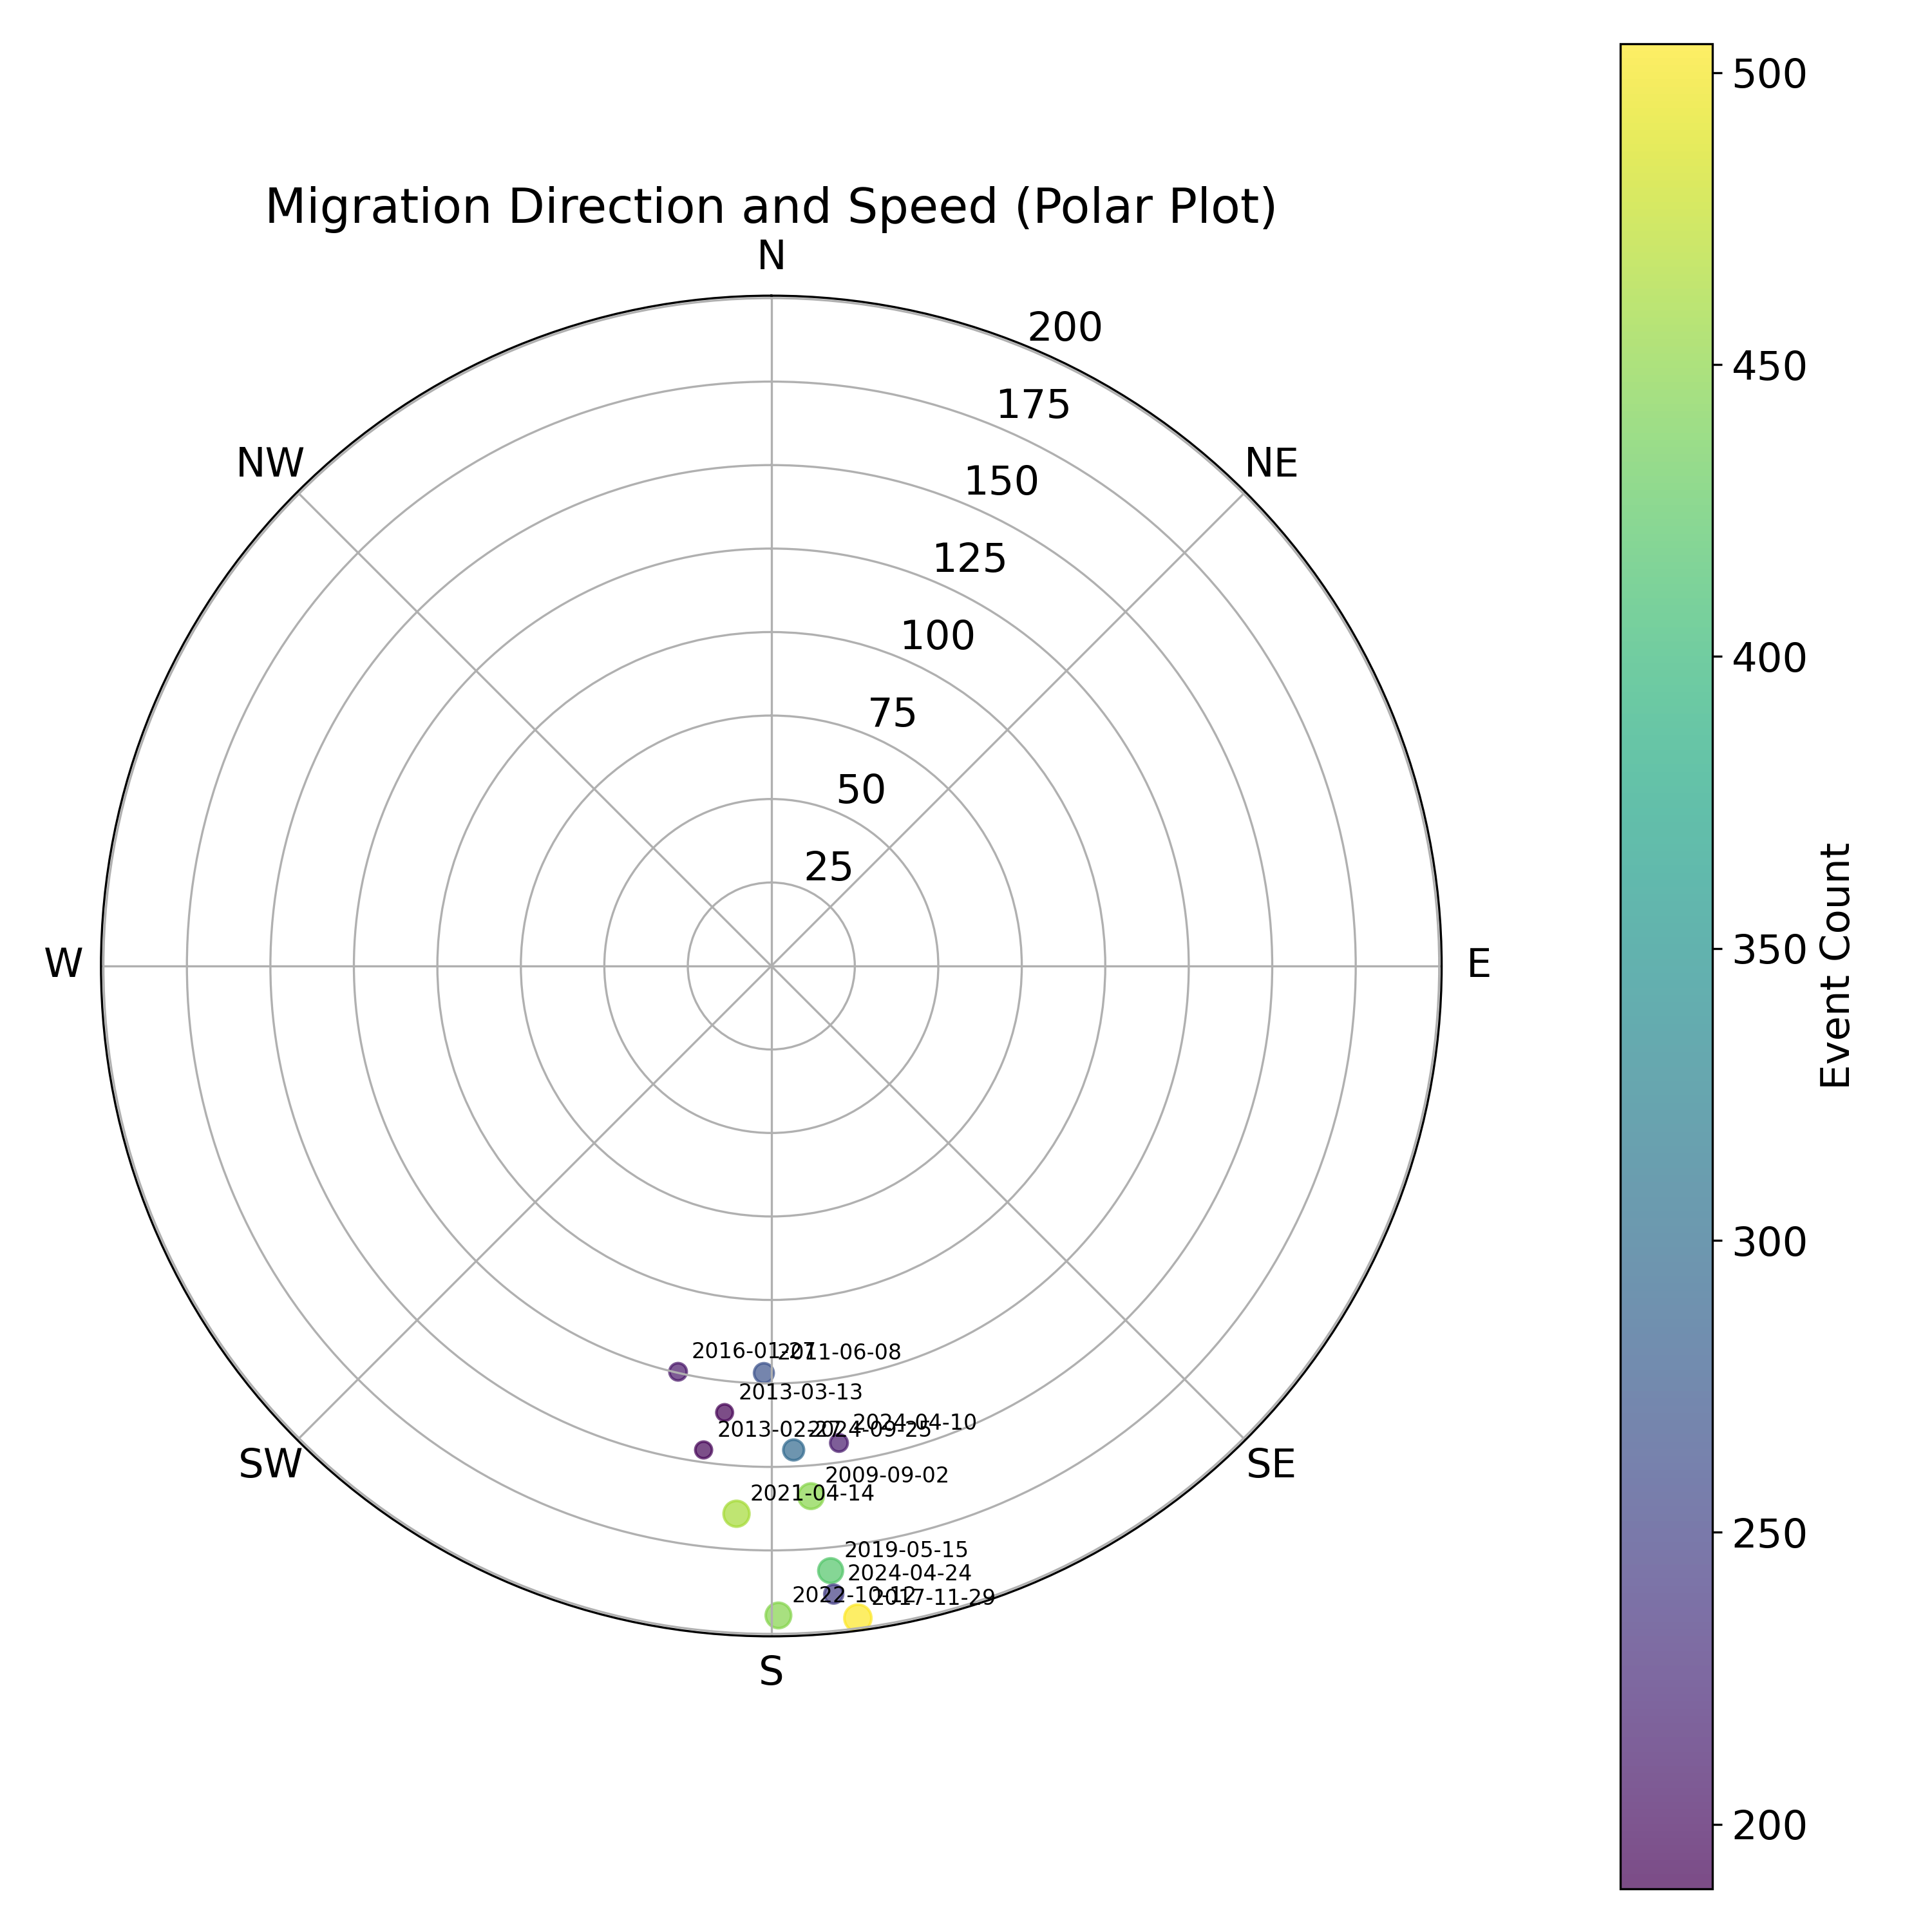 Migration Direction and Speed (Polar Plot)
N
NE
E
SE
S
SW
W
NW
200
175
150
125
100
75
50
25
2016-01-27
2011-06-08
2013-03-13
2013-02-27
2024-09-25
2024-04-10
2009-09-02
2021-04-14
2019-05-15
2024-04-24
2022-10-12
2017-11-29
500
450
400
350
300
250
200
Event Count